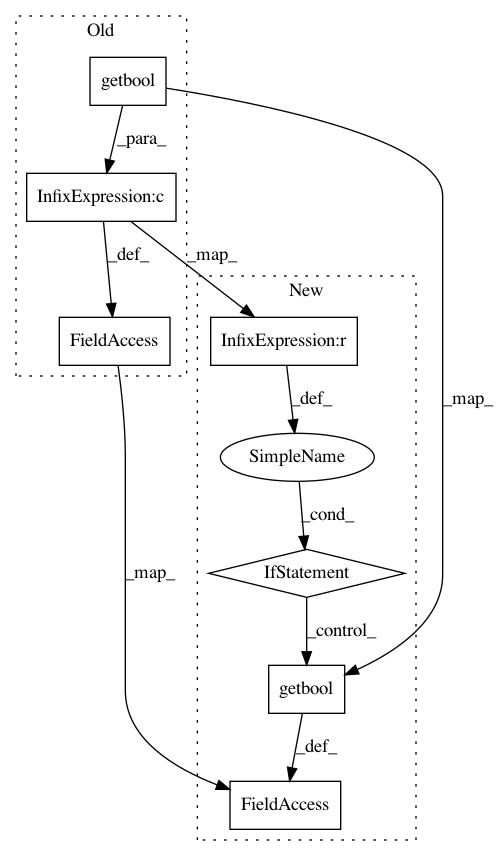 Old
getbool
_para_
InfixExpression:c
_def_
_map_
New
FieldAccess
InfixExpression:r
_def_
_map_
SimpleName
_cond_
_map_
IfStatement
_control_
getbool
_def_
FieldAccess